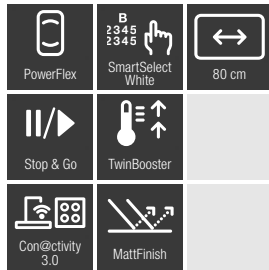 PowerFlex
B
2345
2345
SmartSelect
White
80 cm
Stop & Go
TwinBooster
Con@ctivity
3.0
MattFinish